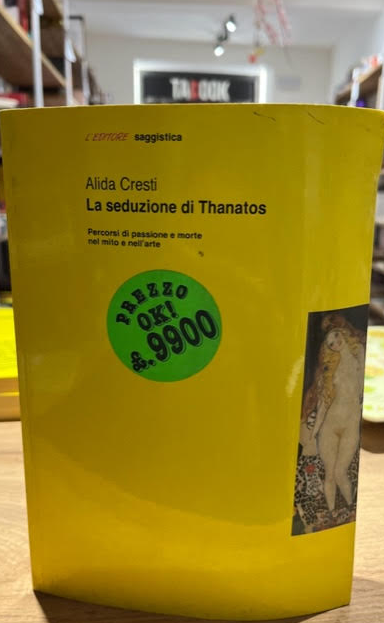 TABOOK
L'EDITORE saggistica
Alida Cresti
La seduzione di Thanatos
Percorsi di passione e morte
nel mito e nell'arte
PREZZO
OK!
£.9900